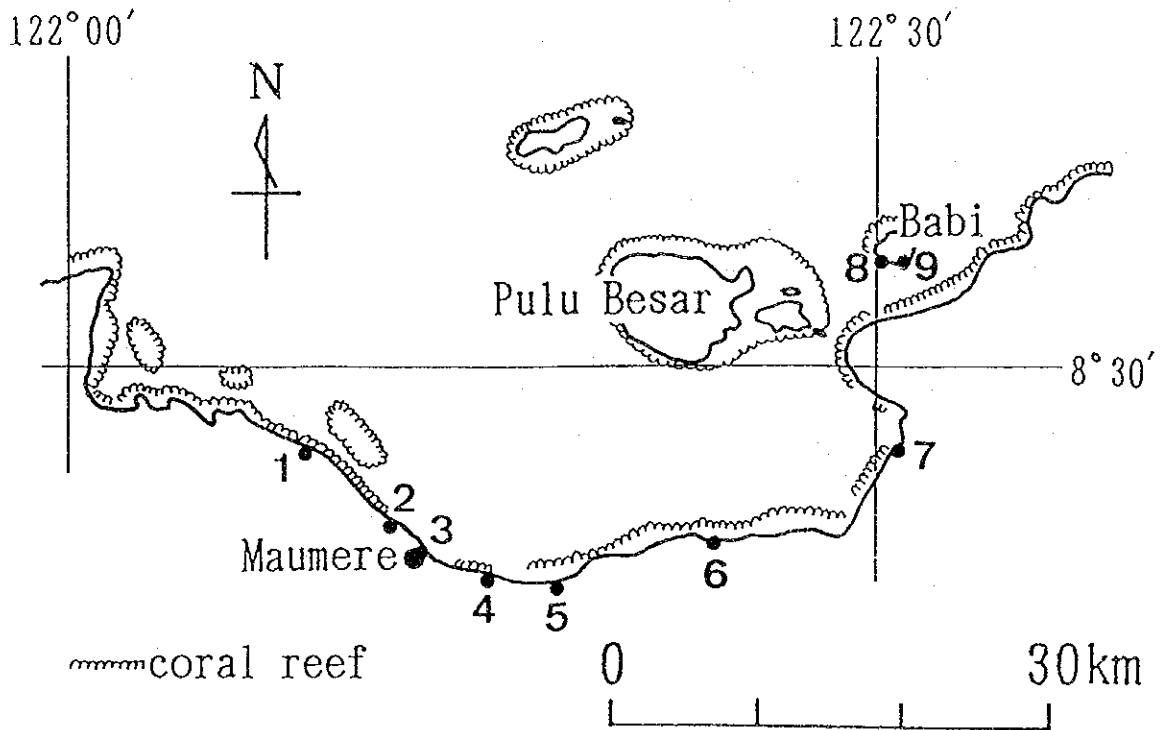 122°00′ 122°30′
N
Babi
8 9
Pulu Besar
8°30′
1
7
2
3
Maumere
6
4
5
coral reef
0 30km